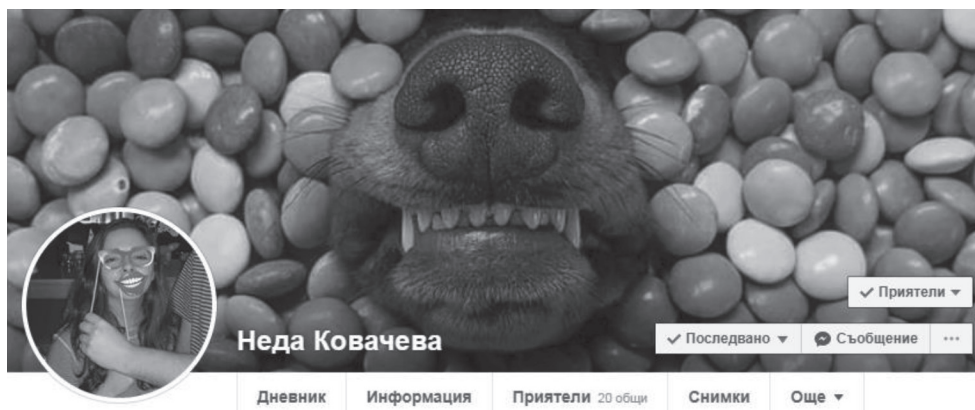 Приятели
Неда Ковачева
Последвано
Съобщение
Дневник Информация Приятели 20 общи Снимки Още